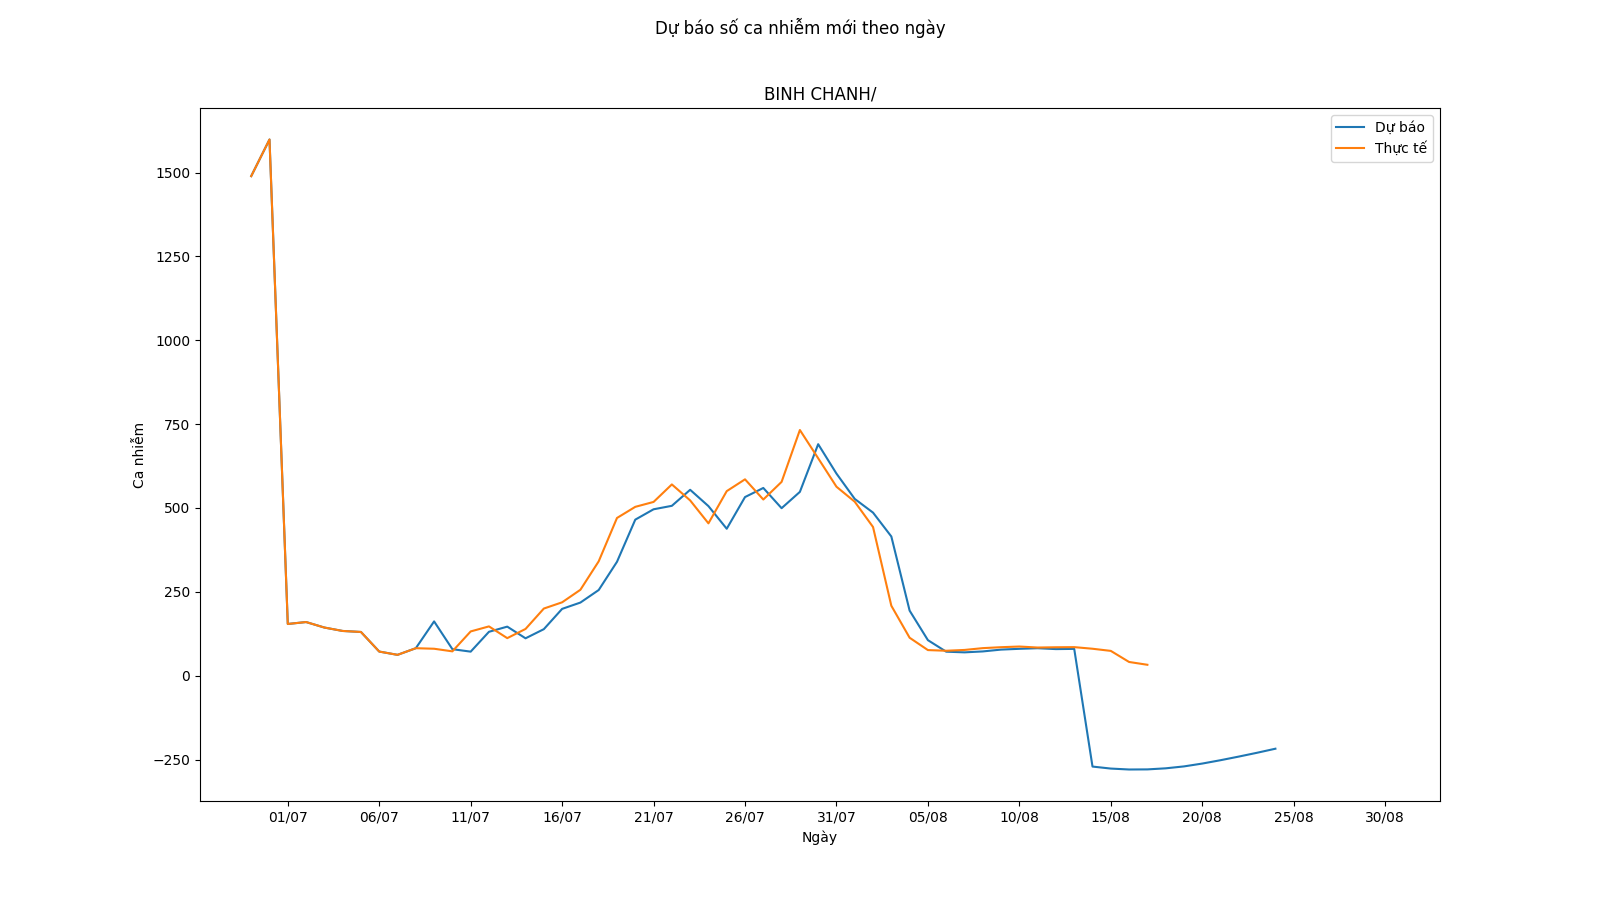 Dự báo số ca nhiễm mới theo ngày
BINH CHANH/
Dự báo
Thực tế
1500
1250
1000
750
500
250
0
−250
Ca nhiễm
01/07 06/07 11/07 16/07 21/07 26/07 31/07 05/08 10/08 15/08 20/08 25/08 30/08
Ngày